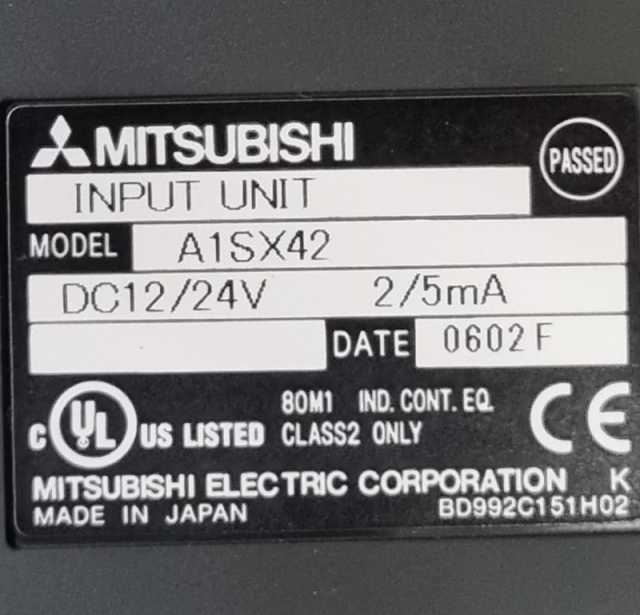 MITSUBISHI
PASSED
INPUT UNIT
MODEL A1SX42
DC12/24V 2/5mA
DATE 0602F
C UL US LISTED 80M1 IND. CONT. EQ.
CLASS2 ONLY
CE
MITSUBISHI ELECTRIC CORPORATION K
MADE IN JAPAN BD992C151H02